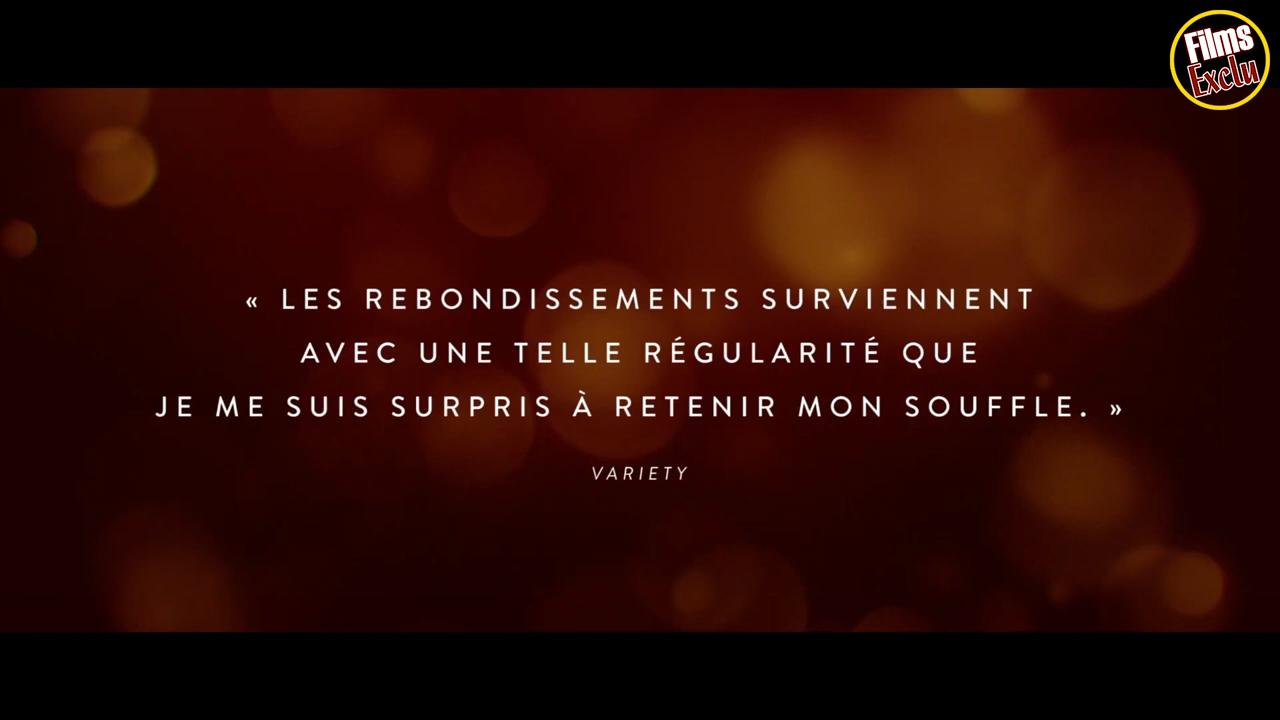 Films
Exclu
« LES REBONDISSEMENTS SURVIENNENT
AVEC UNE TELLE RÉGULARITÉ QUE
JE ME SUIS SURPRIS À RETENIR MON SOUFFLE. »
VARIETY